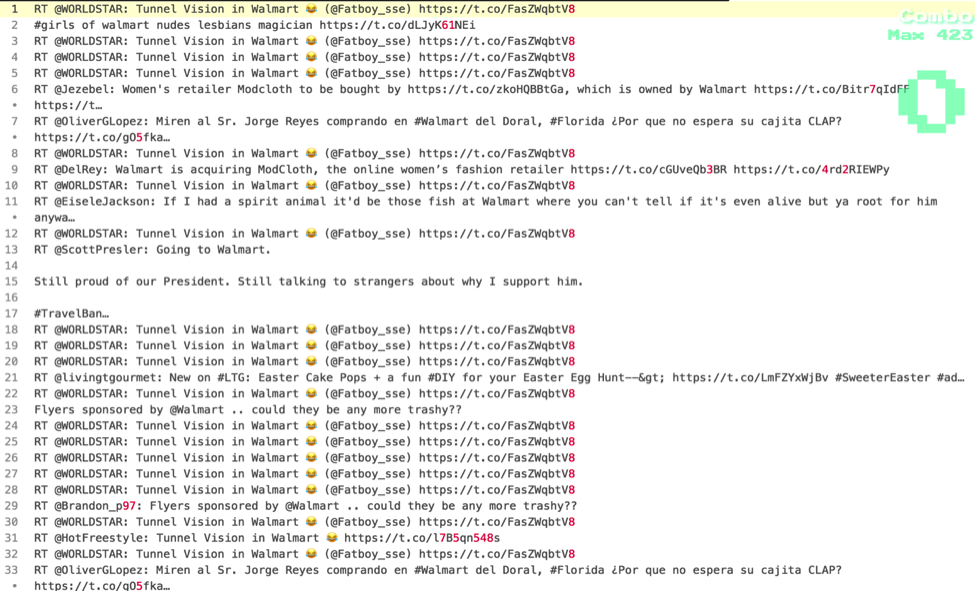 Combo
Max 423
0
1 RT @WORLDSTAR: Tunnel Vision in Walmart 😂 (@Fatboy_sse) https://t.co/FasZWqbtV8
2 #girls of walmart nudes lesbians magician https://t.co/dLJyK61NEi
3 RT @WORLDSTAR: Tunnel Vision in Walmart 😂 (@Fatboy_sse) https://t.co/FasZWqbtV8
4 RT @WORLDSTAR: Tunnel Vision in Walmart 😂 (@Fatboy_sse) https://t.co/FasZWqbtV8
5 RT @WORLDSTAR: Tunnel Vision in Walmart 😂 (@Fatboy_sse) https://t.co/FasZWqbtV8
6 RT @Jezebel: Women's retailer Modcloth to be bought by https://t.co/zkoHQBBtGa, which is owned by Walmart https://t.co/Bitr7qIdFF
• https://t…
7 RT @OliverGLopez: Miren al Sr. Jorge Reyes comprando en #Walmart del Doral, #Florida ¿Por que no espera su cajita CLAP?
• https://t.co/gO5fka…
8 RT @WORLDSTAR: Tunnel Vision in Walmart 😂 (@Fatboy_sse) https://t.co/FasZWqbtV8
9 RT @DelRey: Walmart is acquiring ModCloth, the online women’s fashion retailer https://t.co/cGUveQb3BR https://t.co/4rd2RIEWPy
10 RT @WORLDSTAR: Tunnel Vision in Walmart 😂 (@Fatboy_sse) https://t.co/FasZWqbtV8
11 RT @EiseleJackson: If I had a spirit animal it'd be those fish at Walmart where you can't tell if it's even alive but ya root for him
• anywa…
12 RT @WORLDSTAR: Tunnel Vision in Walmart 😂 (@Fatboy_sse) https://t.co/FasZWqbtV8
13 RT @ScottPresler: Going to Walmart.
14
15 Still proud of our President. Still talking to strangers about why I support him.
16
17 #TravelBan…
18 RT @WORLDSTAR: Tunnel Vision in Walmart 😂 (@Fatboy_sse) https://t.co/FasZWqbtV8
19 RT @WORLDSTAR: Tunnel Vision in Walmart 😂 (@Fatboy_sse) https://t.co/FasZWqbtV8
20 RT @WORLDSTAR: Tunnel Vision in Walmart 😂 (@Fatboy_sse) https://t.co/FasZWqbtV8
21 RT @livingtgourmet: New on #LTG: Easter Cake Pops + a fun #DIY for your Easter Egg Hunt--&gt; https://t.co/LmFZYxWjBv #SweeterEaster #ad…
22 RT @WORLDSTAR: Tunnel Vision in Walmart 😂 (@Fatboy_sse) https://t.co/FasZWqbtV8
23 Flyers sponsored by @Walmart .. could they be any more trashy??
24 RT @WORLDSTAR: Tunnel Vision in Walmart 😂 (@Fatboy_sse) https://t.co/FasZWqbtV8
25 RT @WORLDSTAR: Tunnel Vision in Walmart 😂 (@Fatboy_sse) https://t.co/FasZWqbtV8
26 RT @WORLDSTAR: Tunnel Vision in Walmart 😂 (@Fatboy_sse) https://t.co/FasZWqbtV8
27 RT @WORLDSTAR: Tunnel Vision in Walmart 😂 (@Fatboy_sse) https://t.co/FasZWqbtV8
28 RT @WORLDSTAR: Tunnel Vision in Walmart 😂 (@Fatboy_sse) https://t.co/FasZWqbtV8
29 RT @Brandon_p97: Flyers sponsored by @Walmart .. could they be any more trashy??
30 RT @WORLDSTAR: Tunnel Vision in Walmart 😂 (@Fatboy_sse) https://t.co/FasZWqbtV8
31 RT @HotFreestyle: Tunnel Vision in Walmart 😂 https://t.co/l7B5qn548s
32 RT @WORLDSTAR: Tunnel Vision in Walmart 😂 (@Fatboy_sse) https://t.co/FasZWqbtV8
33 RT @OliverGLopez: Miren al Sr. Jorge Reyes comprando en #Walmart del Doral, #Florida ¿Por que no espera su cajita CLAP?
• https://t.co/gO5fka…